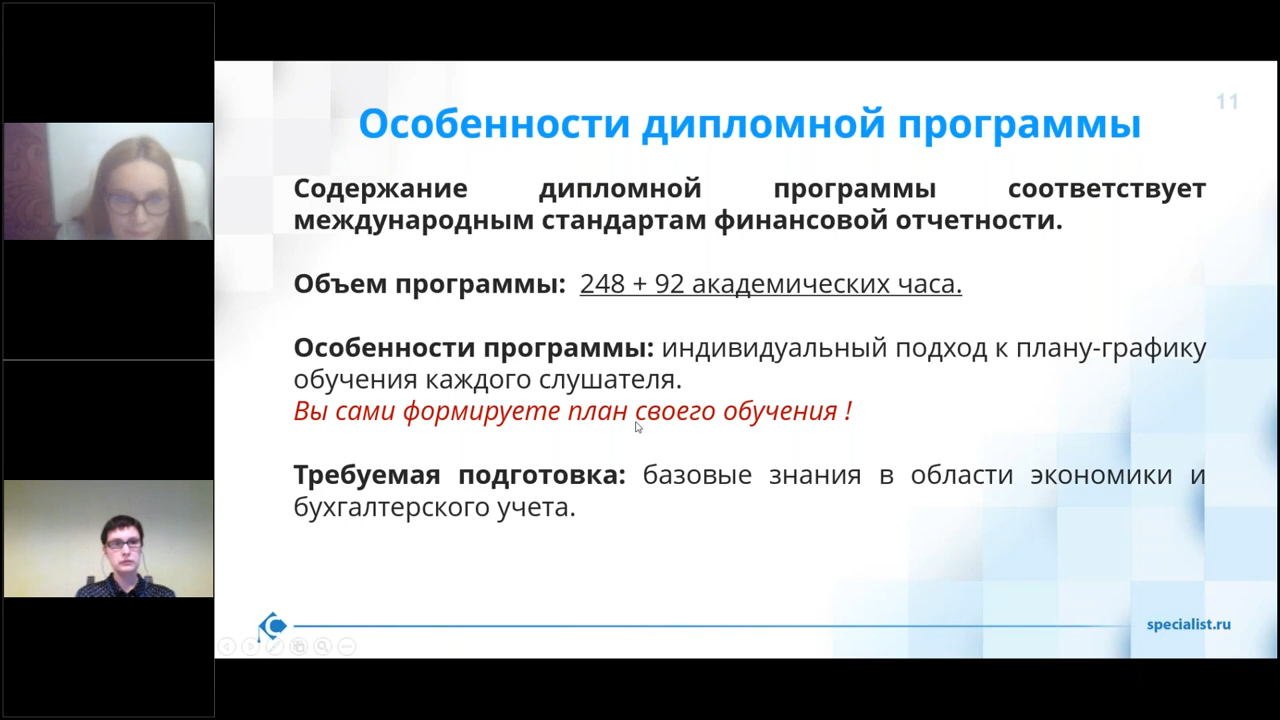 11
Особенности дипломной программы
Содержание дипломной программы соответствует
международным стандартам финансовой отчетности.
Объем программы: 248 + 92 академических часа.
Особенности программы: индивидуальный подход к плану-графику
обучения каждого слушателя.
Вы сами формируете план своего обучения !
Требуемая подготовка: базовые знания в области экономики и
бухгалтерского учета.
specialist.ru